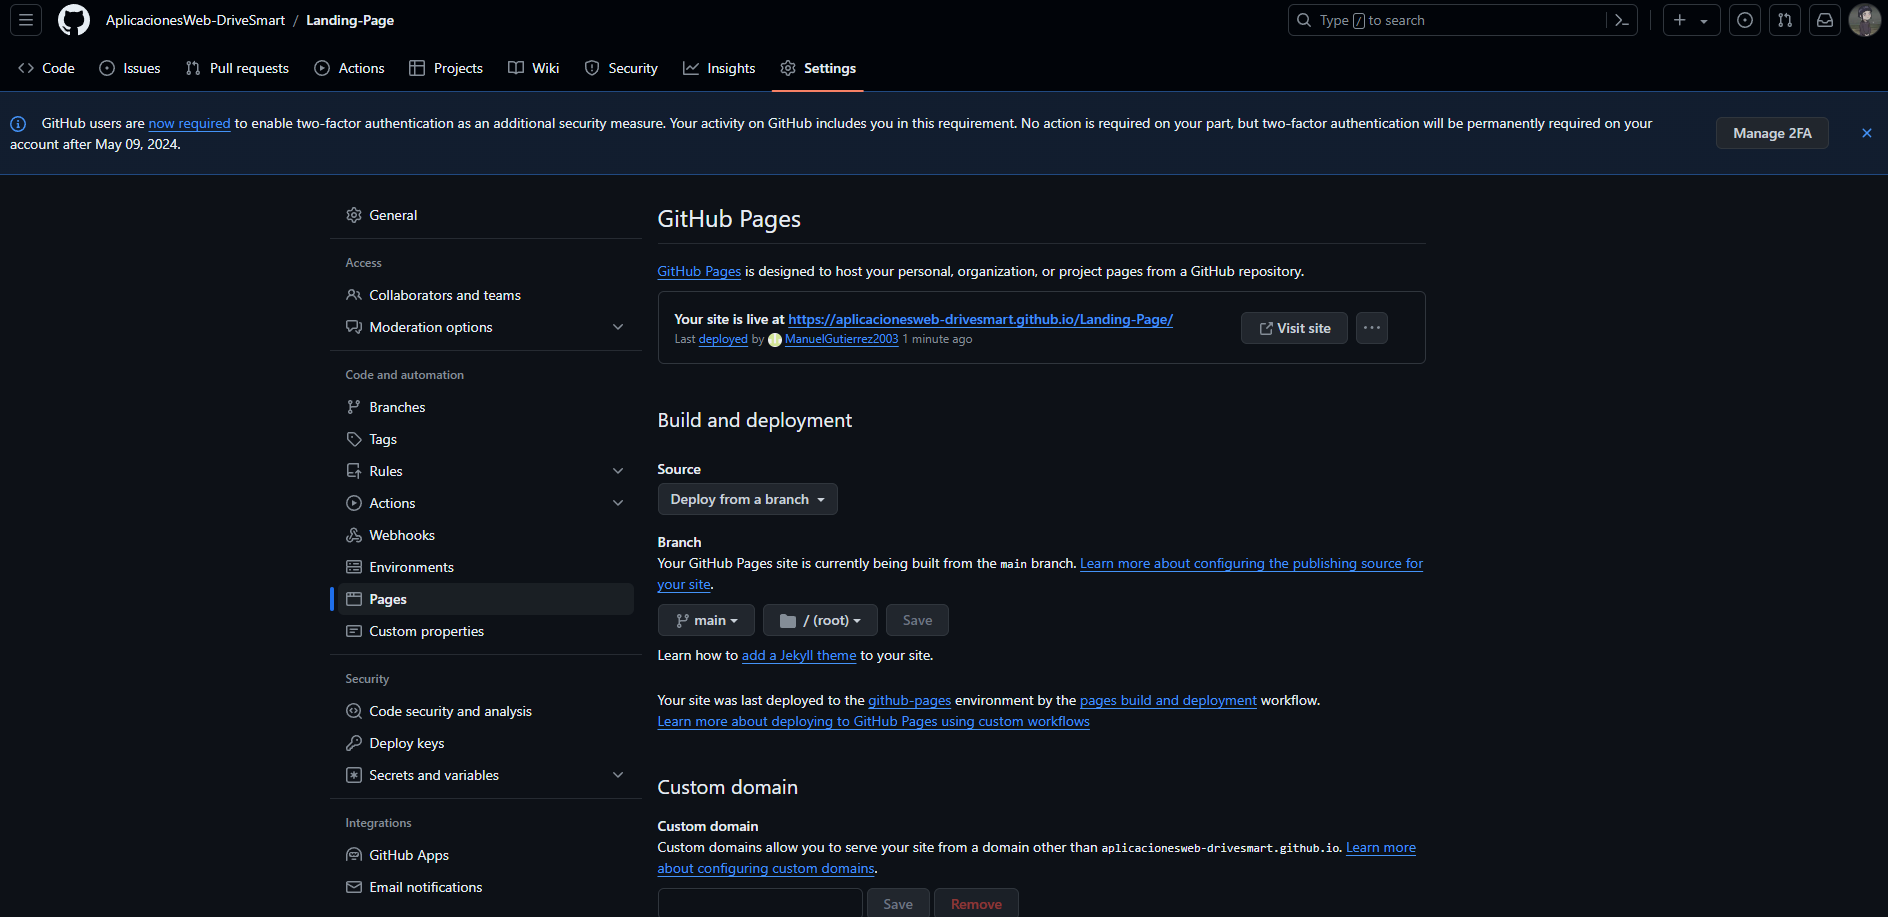 AplicacionesWeb-DriveSmart / Landing-Page
Type / to search
Code Issues Pull requests Actions Projects Wiki Security Insights Settings
GitHub users are now required to enable two-factor authentication as an additional security measure. Your activity on GitHub includes you in this requirement. No action is required on your part, but two-factor authentication will be permanently required on your
account after May 09, 2024.
Manage 2FA
General
Access
Collaborators and teams
Moderation options
Code and automation
Branches
Tags
Rules
Actions
Webhooks
Environments
Pages
Custom properties
Security
Code security and analysis
Deploy keys
Secrets and variables
Integrations
GitHub Apps
Email notifications
GitHub Pages
GitHub Pages is designed to host your personal, organization, or project pages from a GitHub repository.
Your site is live at https://aplicacionesweb-drivesmart.github.io/Landing-Page/
Last deployed by ManuelGutierrez2003 1 minute ago
Visit site
Build and deployment
Source
Deploy from a branch
Branch
Your GitHub Pages site is currently being built from the main branch. Learn more about configuring the publishing source for
your site.
main / (root) Save
Learn how to add a Jekyll theme to your site.
Your site was last deployed to the github-pages environment by the pages build and deployment workflow.
Learn more about deploying to GitHub Pages using custom workflows
Custom domain
Custom domain
Custom domains allow you to serve your site from a domain other than aplicacionesweb-drivesmart.github.io. Learn more
about configuring custom domains.
Save Remove